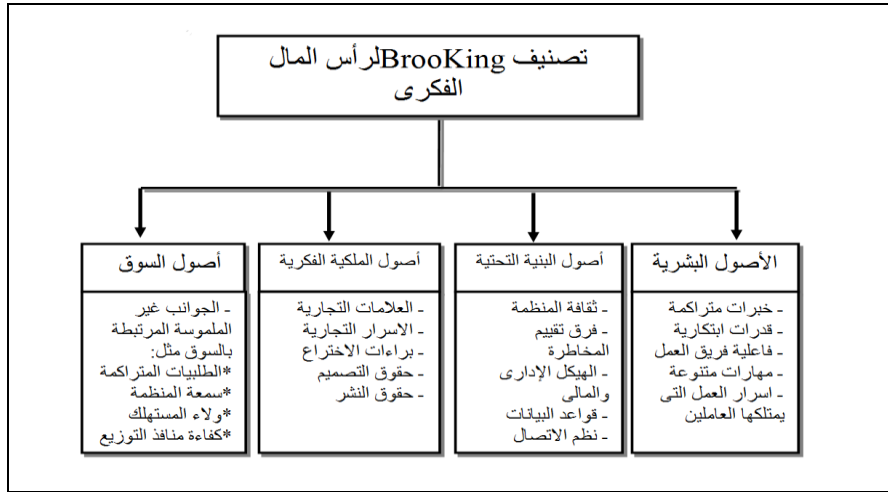 تصنيف BrooKingلرأس المال
الفكرى
الأصول البشرية
- خبرات متراكمة
- قدرات ابتكارية
- فاعلية فريق العمل
- مهارات متنوعة
- اسرار العمل التى
يمتلكها العاملين
أصول البنية التحتية
- ثقافة المنظمة
- فرق تقييم
المخاطرة
- الهيكل الإدارى
والمالى
- قواعد البيانات
- نظم الاتصال
أصول الملكية الفكرية
- العلامات التجارية
- الاسرار التجارية
- براءات الاختراع
- حقوق التصميم
- حقوق النشر
أصول السوق
- الجوانب غير
الملموسة المرتبطة
بالسوق مثل:
*الطلبيات المتراكمة
*سمعة المنظمة
*ولاء المستهلك
*كفاءة منافذ التوزيع